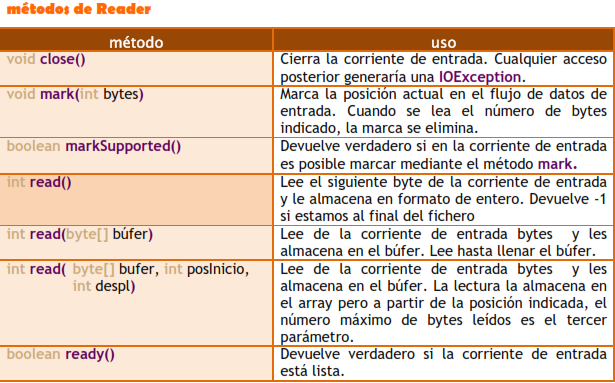 métodos de Reader
método uso
void close() Cierra la corriente de entrada. Cualquier acceso
posterior generaría una IOException.
void mark(int bytes) Marca la posición actual en el flujo de datos de
entrada. Cuando se lea el número de bytes
indicado, la marca se elimina.
boolean markSupported() Devuelve verdadero si en la corriente de entrada
es posible marcar mediante el método mark.
int read() Lee el siguiente byte de la corriente de entrada
y le almacena en formato de entero. Devuelve -1
si estamos al final del fichero
int read(byte[] búfer) Lee de la corriente de entrada bytes y les
almacena en el búfer. Lee hasta llenar el búfer.
int read( byte[] bufer, int posInicio, Lee de la corriente de entrada bytes y les
int despl) almacena en el búfer. La lectura la almacena en
el array pero a partir de la posición indicada, el
número máximo de bytes leídos es el tercer
parámetro.
boolean ready() Devuelve verdadero si la corriente de entrada
está lista.